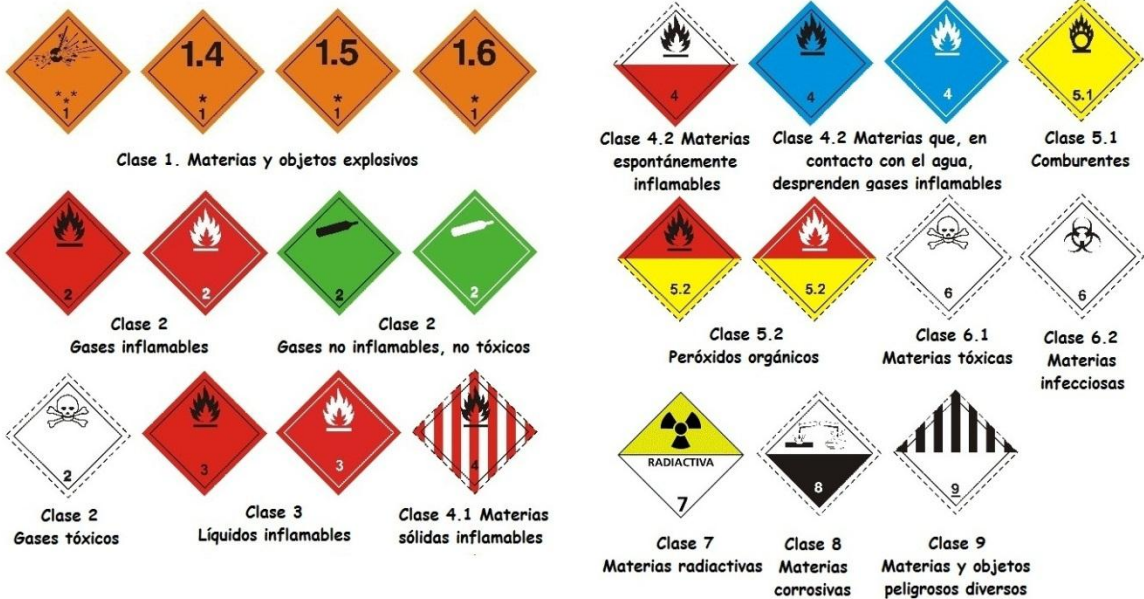 * * *
1
1.4
*
1
1.5
*
1
1.6
*
1
Clase 1. Materias y objetos explosivos
2
2
Clase 2
Gases inflamables
2
2
Clase 2
Gases no inflamables, no tóxicos
2
Clase 2
Gases tóxicos
3
3
Clase 3
Líquidos inflamables
4
Clase 4.1 Materias
sólidas inflamables
4
Clase 4.2 Materias
espontánemente
inflamables
4
4
Clase 4.2 Materias que, en
contacto con el agua,
desprenden gases inflamables
5.1
Clase 5.1
Comburentes
5.2
5.2
Clase 5.2
Peróxidos orgánicos
6
Clase 6.1
Materias tóxicas
6
Clase 6.2
Materias
infecciosas
RADIACTIVA
7
Clase 7
Materias radiactivas
8
Clase 8
Materias
corrosivas
9
Clase 9
Materias y objetos
peligrosos diversos